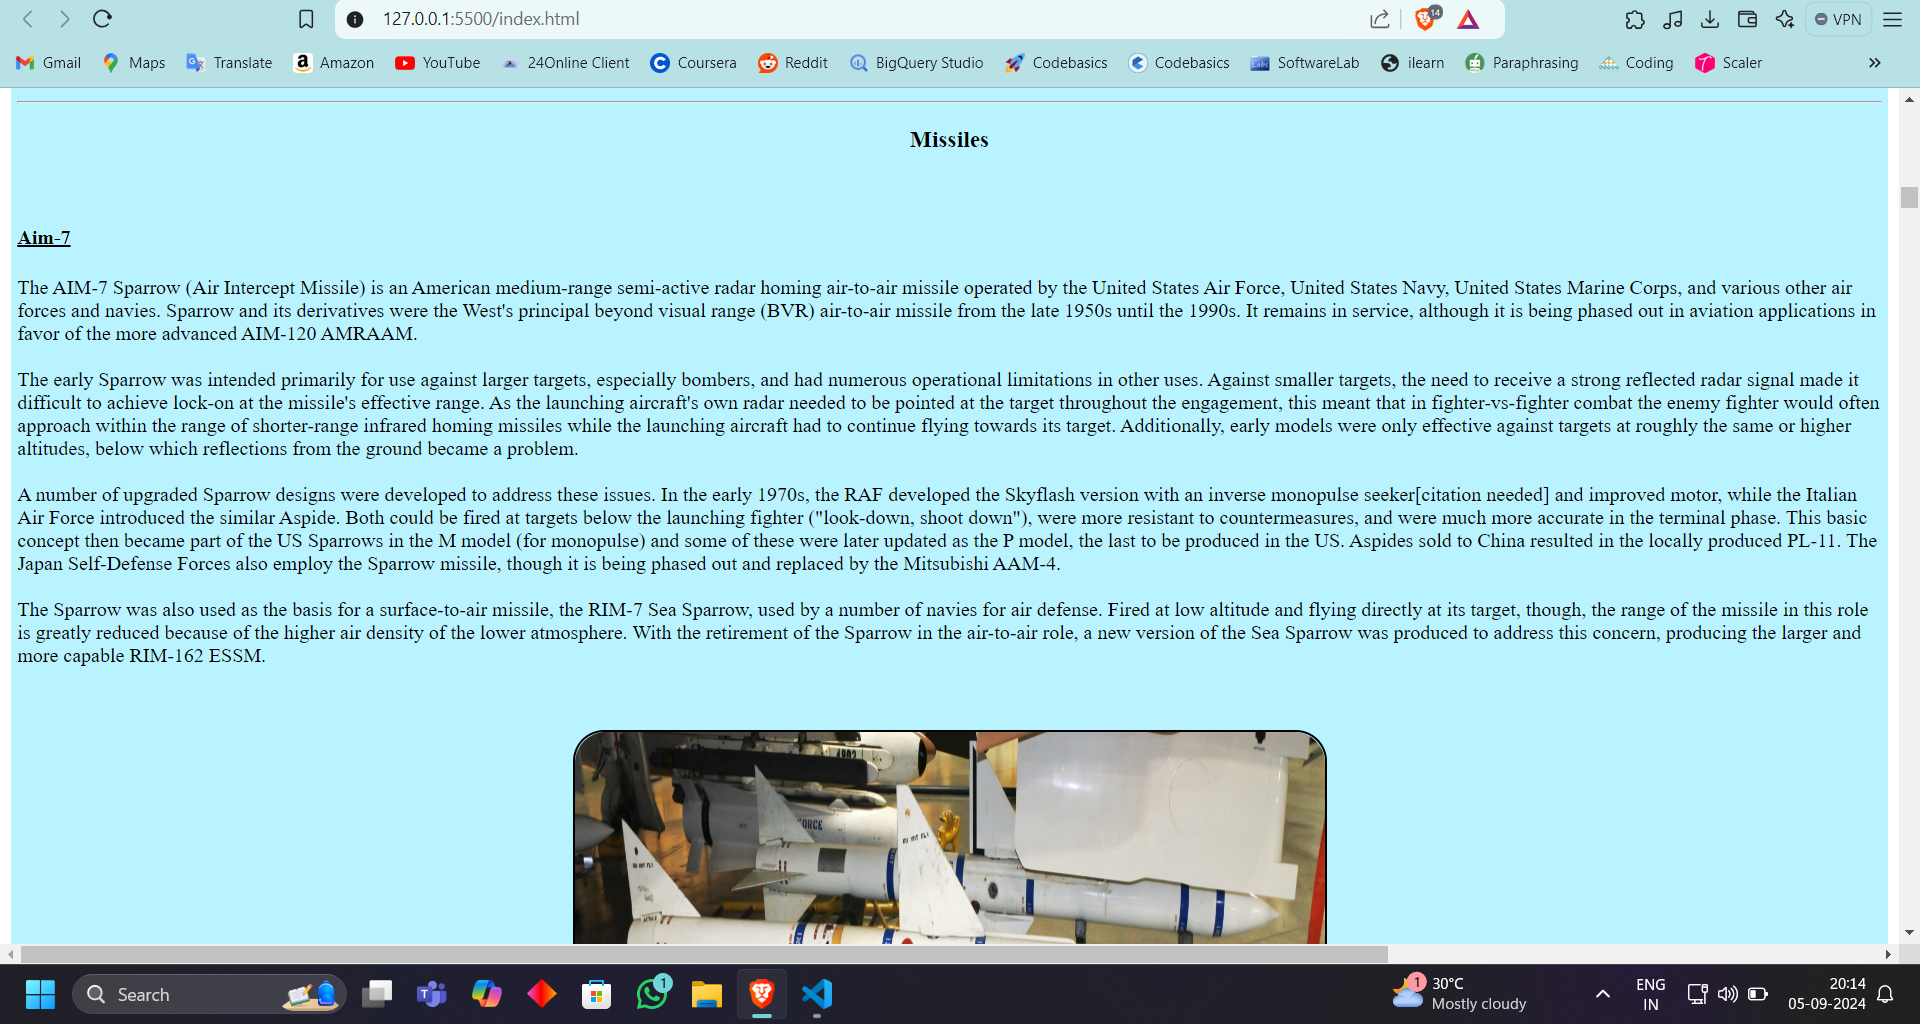 127.0.0.1:5500/index.html
14
VPN
Gmail
Maps
Translate
Amazon
YouTube
24Online Client
Coursera
Reddit
BigQuery Studio
Codebasics
Codebasics
SoftwareLab
ilearn
Paraphrasing
Coding
Scaler
»
Missiles
Aim-7
The AIM-7 Sparrow (Air Intercept Missile) is an American medium-range semi-active radar homing air-to-air missile operated by the United States Air Force, United States Navy, United States Marine Corps, and various other air
forces and navies. Sparrow and its derivatives were the West's principal beyond visual range (BVR) air-to-air missile from the late 1950s until the 1990s. It remains in service, although it is being phased out in aviation applications in
favor of the more advanced AIM-120 AMRAAM.
The early Sparrow was intended primarily for use against larger targets, especially bombers, and had numerous operational limitations in other uses. Against smaller targets, the need to receive a strong reflected radar signal made it
difficult to achieve lock-on at the missile's effective range. As the launching aircraft's own radar needed to be pointed at the target throughout the engagement, this meant that in fighter-vs-fighter combat the enemy fighter would often
approach within the range of shorter-range infrared homing missiles while the launching aircraft had to continue flying towards its target. Additionally, early models were only effective against targets at roughly the same or higher
altitudes, below which reflections from the ground became a problem.
A number of upgraded Sparrow designs were developed to address these issues. In the early 1970s, the RAF developed the Skyflash version with an inverse monopulse seeker[citation needed] and improved motor, while the Italian
Air Force introduced the similar Aspide. Both could be fired at targets below the launching fighter ("look-down, shoot down"), were more resistant to countermeasures, and were much more accurate in the terminal phase. This basic
concept then became part of the US Sparrows in the M model (for monopulse) and some of these were later updated as the P model, the last to be produced in the US. Aspides sold to China resulted in the locally produced PL-11. The
Japan Self-Defense Forces also employ the Sparrow missile, though it is being phased out and replaced by the Mitsubishi AAM-4.
The Sparrow was also used as the basis for a surface-to-air missile, the RIM-7 Sea Sparrow, used by a number of navies for air defense. Fired at low altitude and flying directly at its target, though, the range of the missile in this role
is greatly reduced because of the higher air density of the lower atmosphere. With the retirement of the Sparrow in the air-to-air role, a new version of the Sea Sparrow was produced to address this concern, producing the larger and
more capable RIM-162 ESSM.
Search
1
1
30°C
Mostly cloudy
ENG
IN
20:14
05-09-2024